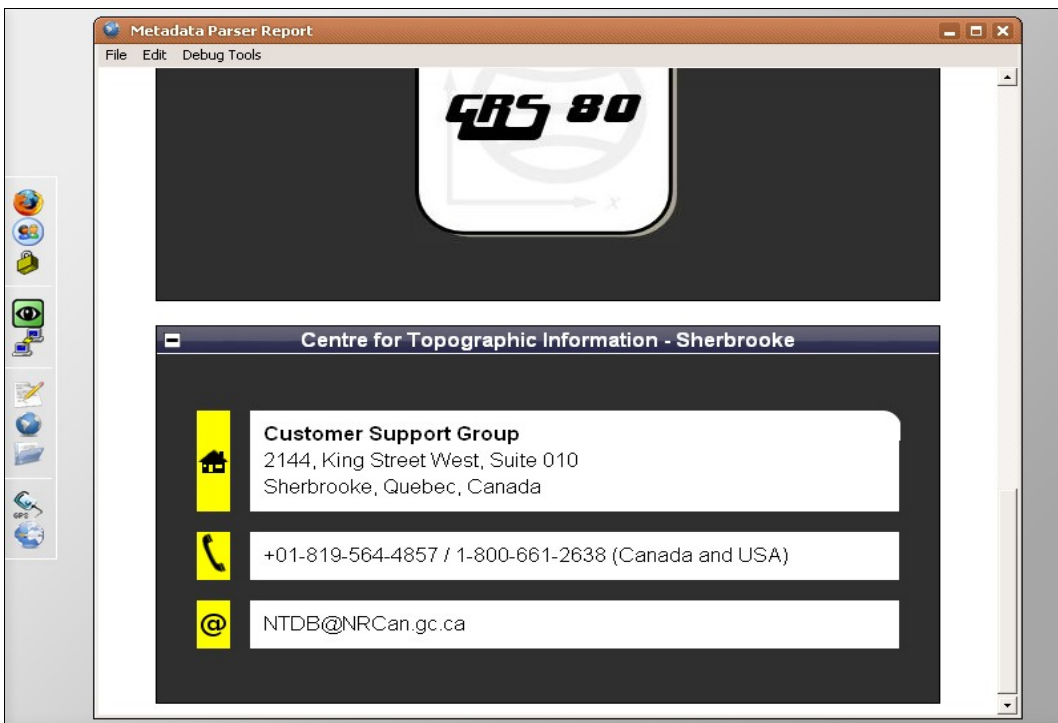 Metadata Parser Report
File Edit Debug Tools
GRS 80
x
Centre for Topographic Information - Sherbrooke
Customer Support Group
2144, King Street West, Suite 010
Sherbrooke, Quebec, Canada
+01-819-564-4857 / 1-800-661-2638 (Canada and USA)
@ NTDB@NRCan.gc.ca
GPS